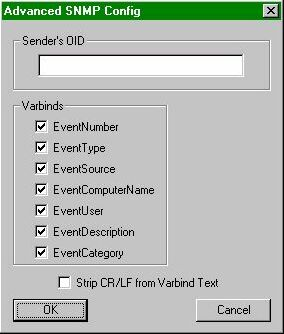 Advanced SNMP Config
Sender's OID
Varbinds
EventNumber
EventType
EventSource
EventComputerName
EventUser
EventDescription
EventCategory
Strip CR/LF from Varbind Text
OK
Cancel